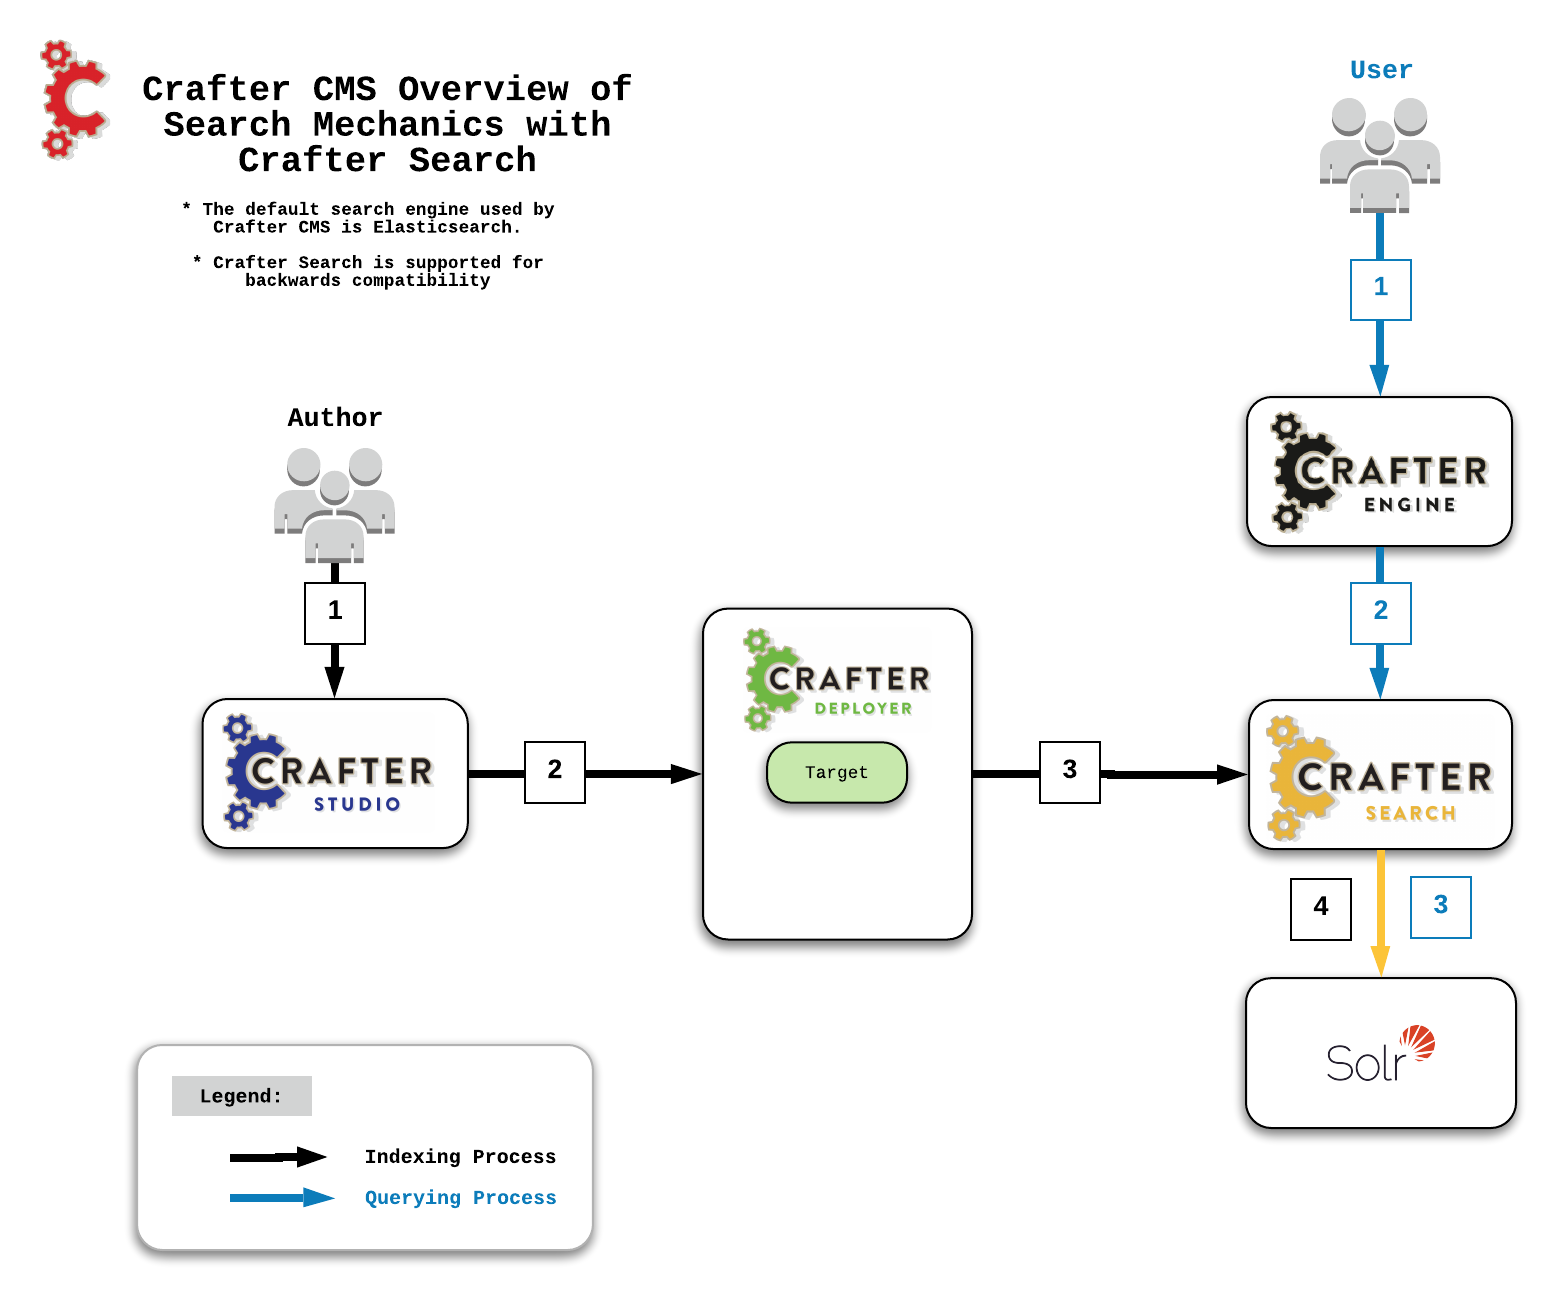 Crafter CMS Overview of
Search Mechanics with
Crafter Search
* The default search engine used by
Crafter CMS is Elasticsearch.
* Crafter Search is supported for
backwards compatibility
User
1
CRAFTER
ENGINE
2
Author
1
CRAFTER
STUDIO
2
CRAFTER
DEPLOYER
Target
3
CRAFTER
SEARCH
4
3
Solr
Legend:
Indexing Process
Querying Process